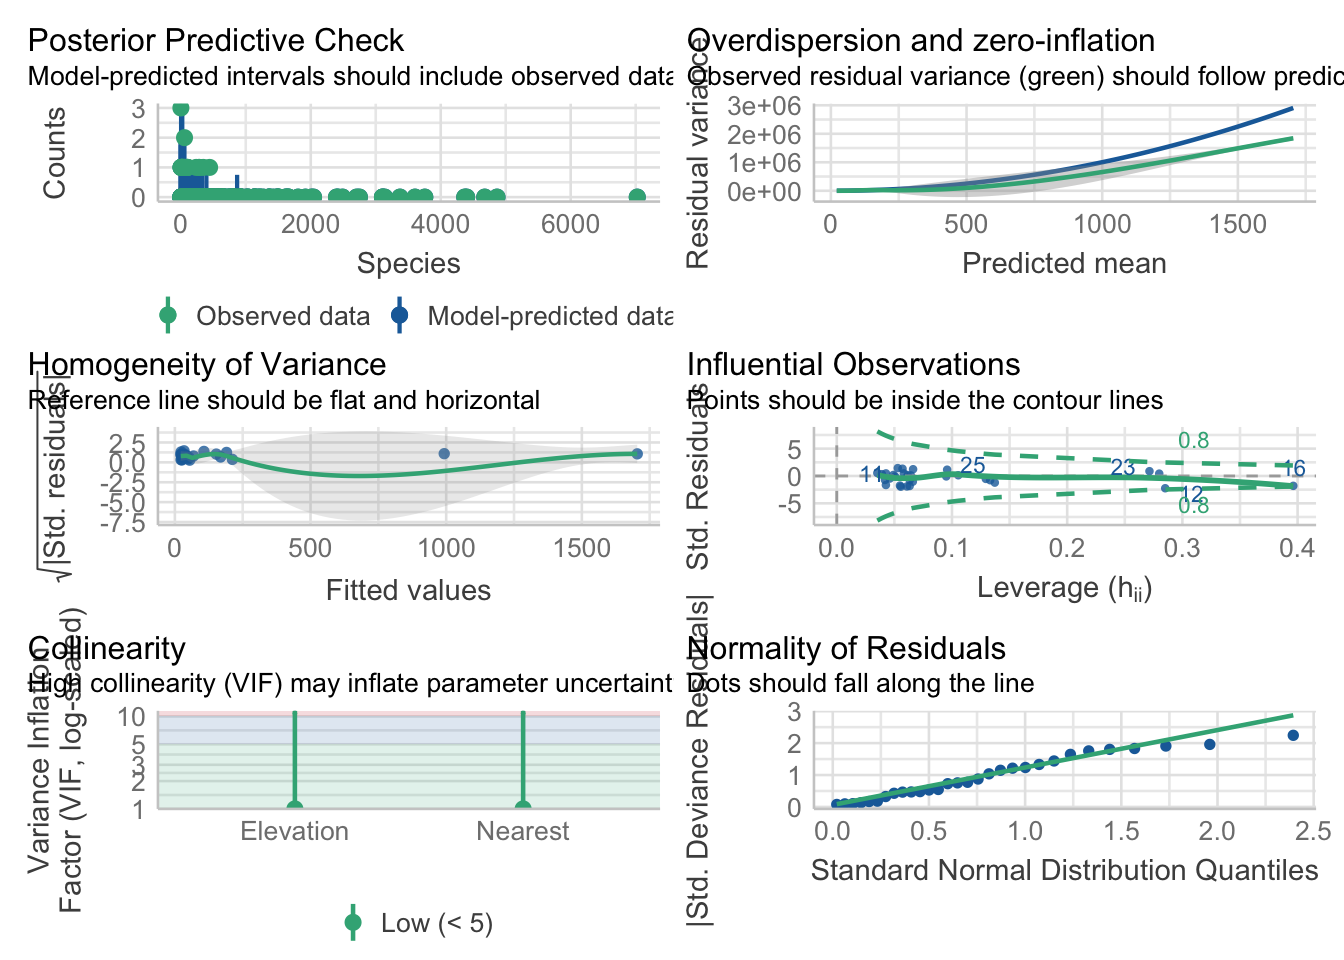 Posterior Predictive Check
Model-predicted intervals should include observed data
Counts
3
2
1
0
0 2000 4000 6000
Species
Observed data Model-predicted data
Overdispersion and zero-inflation
Observed residual variance (green) should follow predic
Residual variance
3e+06
2e+06
1e+06
0e+00
0 500 1000 1500
Predicted mean
Homogeneity of Variance
Reference line should be flat and horizontal
√|Std. residuals|
2.5
0.0
-2.5
-5.0
-7.5
0 500 1000 1500
Fitted values
Influential Observations
Points should be inside the contour lines
Std. Residuals
5
0
-5
0.8
14 25 23 16
12
0.8
0.0 0.1 0.2 0.3 0.4
Leverage (hᵢᵢ)
Collinearity
High collinearity (VIF) may inflate parameter uncertaint
Variance Inflation
Factor (VIF, log-scaled)
10
5
3
2
1
Elevation Nearest
Low (< 5)
Normality of Residuals
Dots should fall along the line
|Std. Deviance Residuals|
3
2
1
0
0.0 0.5 1.0 1.5 2.0 2.5
Standard Normal Distribution Quantiles